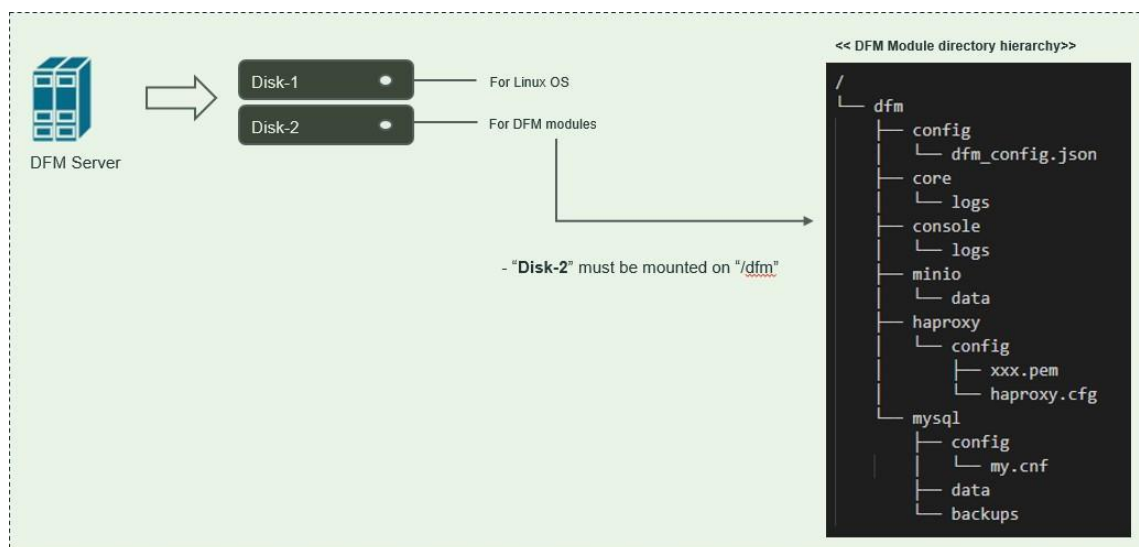 DFM Server
Disk-1
For Linux OS
Disk-2
For DFM modules
- “Disk-2” must be mounted on “/dfm”
<< DFM Module directory hierarchy>>
/
└── dfm
    ├── config
    │   └── dfm_config.json
    ├── core
    │   └── logs
    ├── console
    │   └── logs
    ├── minio
    │   └── data
    ├── haproxy
    │   └── config
    │       ├── xxx.pem
    │       └── haproxy.cfg
    └── mysql
        ├── config
        │   └── my.cnf
        ├── data
        └── backups